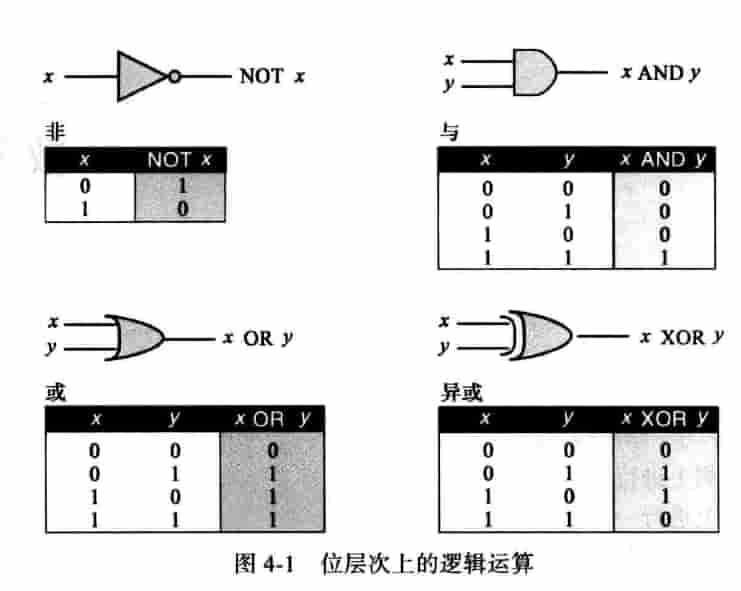 x NOT x
非
x NOT x
0 1
1 0
x
y
x AND y
与
x y x AND y
0 0 0
0 1 0
1 0 0
1 1 1
x
y
x OR y
或
x y x OR y
0 0 0
0 1 1
1 0 1
1 1 1
x
y
x XOR y
异或
x y x XOR y
0 0 0
0 1 1
1 0 1
1 1 0
图 4-1 位层次上的逻辑运算